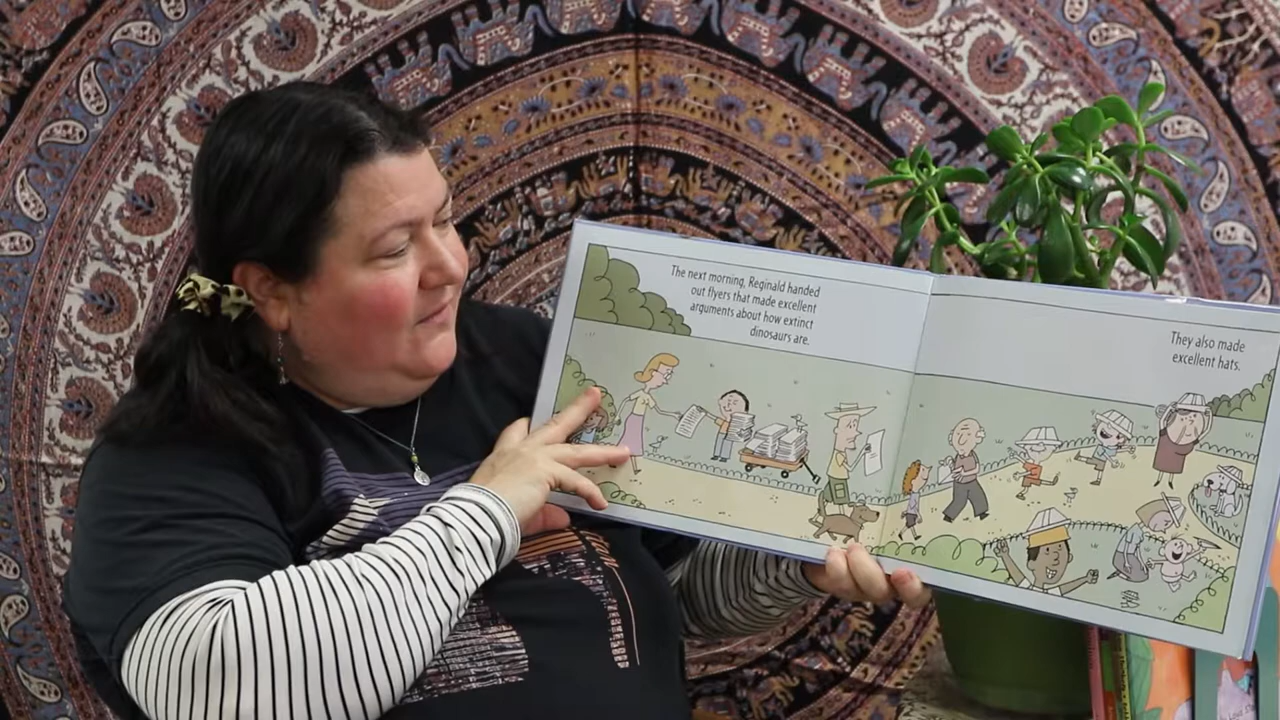 The next morning, Reginald handed
out flyers that made excellent
arguments about how extinct
dinosaurs are.
They also made
excellent hats.